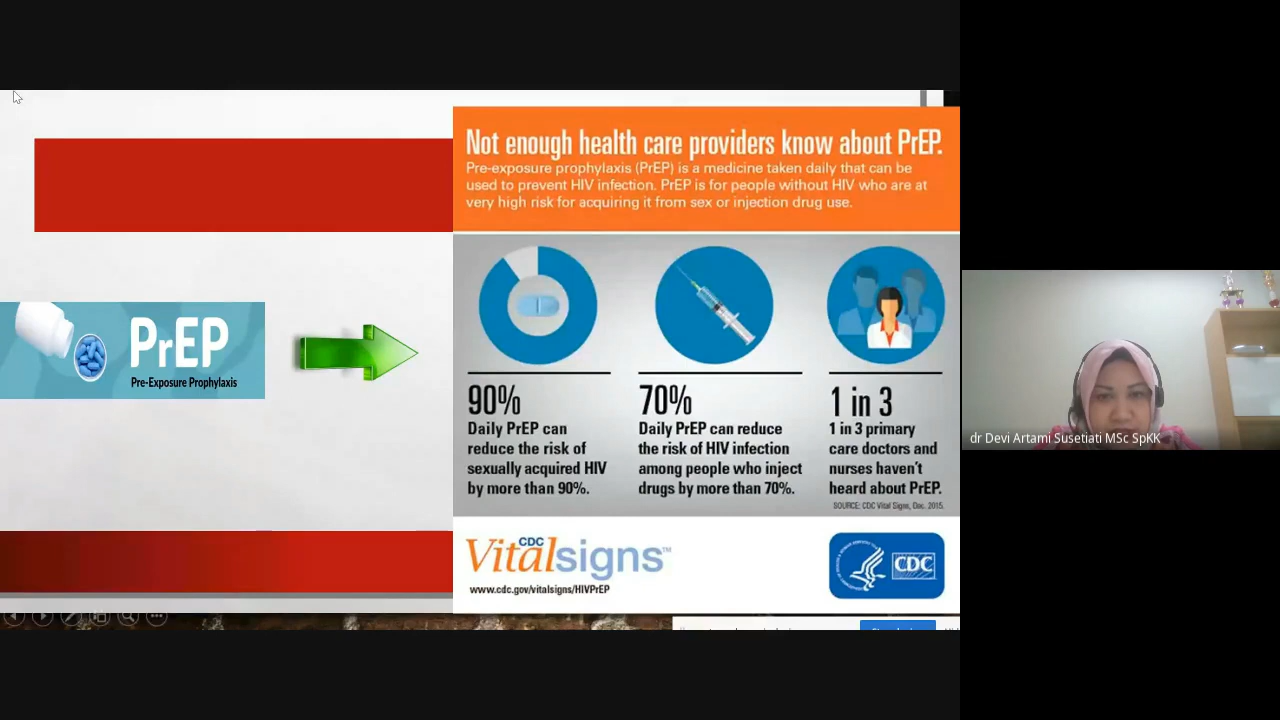 Not enough health care providers know about PrEP.
Pre-exposure prophylaxis (PrEP) is a medicine taken daily that can be
used to prevent HIV infection. PrEP is for people without HIV who are at
very high risk for acquiring it from sex or injection drug use.
PrEP
Pre-Exposure Prophylaxis
90%
Daily PrEP can
reduce the risk of
sexually acquired HIV
by more than 90%.
70%
Daily PrEP can reduce
the risk of HIV infection
among people who inject
drugs by more than 70%.
1 in 3
1 in 3 primary
care doctors and
nurses haven't
heard about PrEP.
SOURCE: CDC Vital Signs, Dec. 2015.
CDC
Vitalsigns™
www.cdc.gov/vitalsigns/HIVPrEP
CDC
dr Devi Artami Susetiati MSc SpKK